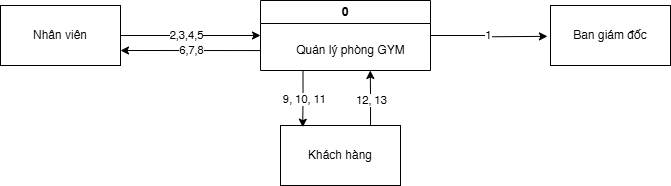 0
Nhân viên
2,3,4,5
6,7,8
Quán lý phòng GYM
1
Ban giám đốc
9, 10, 11
12, 13
Khách hàng